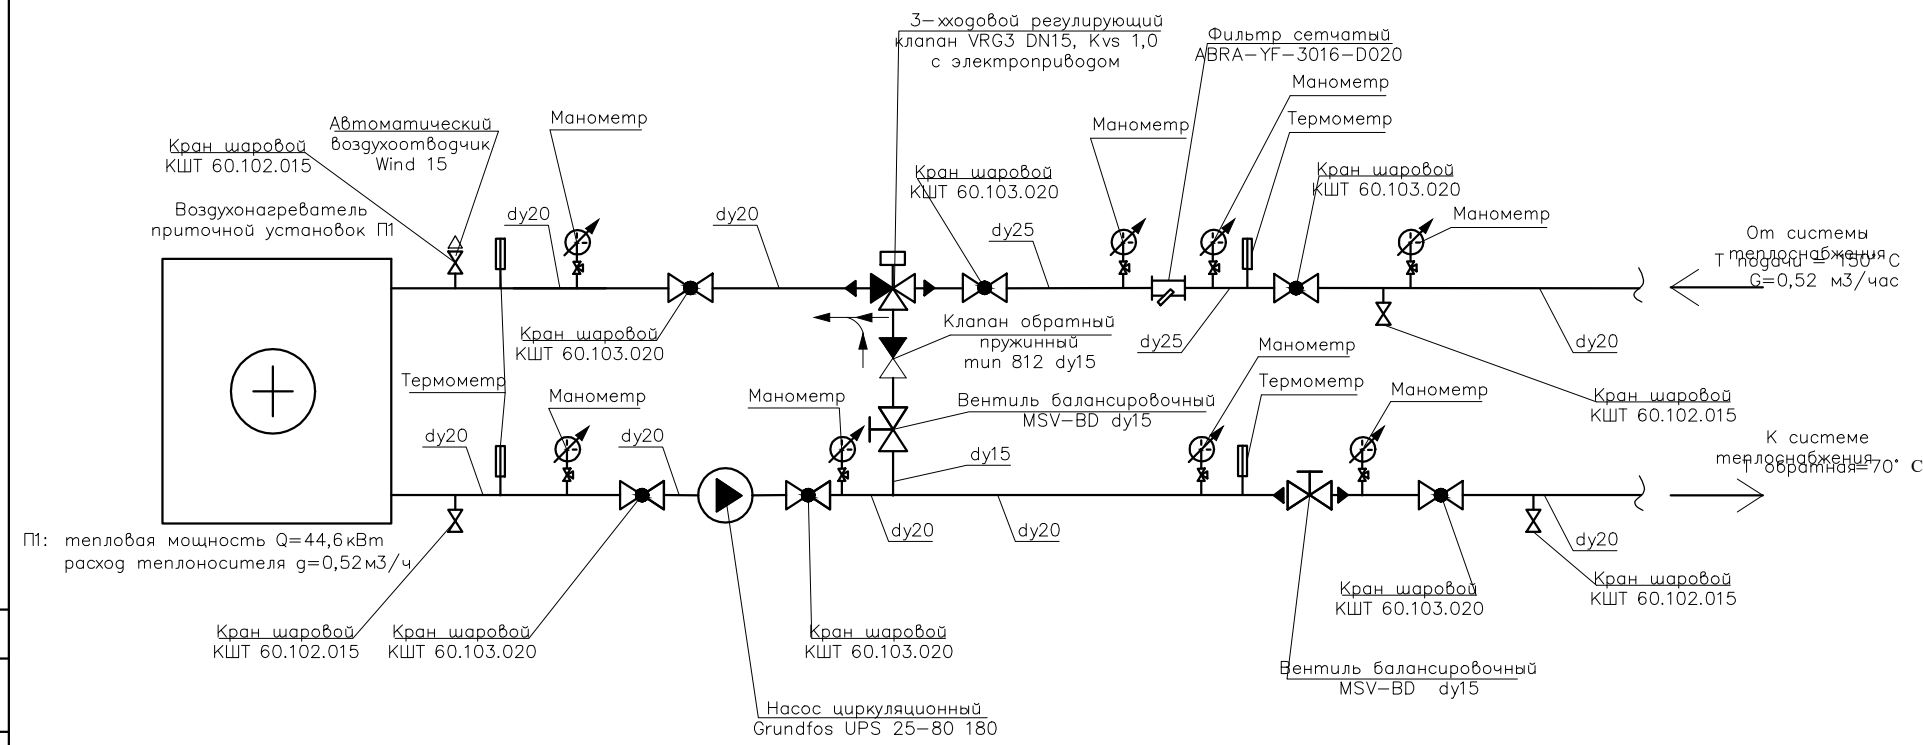 3-хходовой регулирующий
клапан VRG3 DN15, Kvs 1,0
с электроприводом
Фильтр сетчатый
ABRA-YF-3016-D020
Манометр
Манометр
Термометр
Автоматический
воздухоотводчик
Wind 15
Манометр
Кран шаровой
КШТ 60.102.015
Кран шаровой
КШТ 60.103.020
Кран шаровой
КШТ 60.103.020
Воздухонагреватель
приточной установок П1
dy20
dy20
dy25
Манометр
От системы
теплоснабжения
Т подачи = 150° С
G=0,52 м3/час
Кран шаровой
КШТ 60.103.020
Клапан обратный
пружинный
тип 812 dy15
dy25
Манометр
dy20
Термометр
Манометр
Манометр
Вентиль балансировочный
MSV-BD dy15
Термометр
Манометр
Кран шаровой
КШТ 60.102.015
dy20
dy20
dy15
К системе
теплоснабжения
Т обратная=70° С
П1: тепловая мощность Q=44,6кВт
расход теплоносителя g=0,52м3/ч
dy20
dy20
dy20
Кран шаровой
КШТ 60.103.020
Кран шаровой
КШТ 60.102.015
Кран шаровой
КШТ 60.102.015
Кран шаровой
КШТ 60.103.020
Кран шаровой
КШТ 60.103.020
Вентиль балансировочный
MSV-BD dy15
Насос циркуляционный
Grundfos UPS 25-80 180